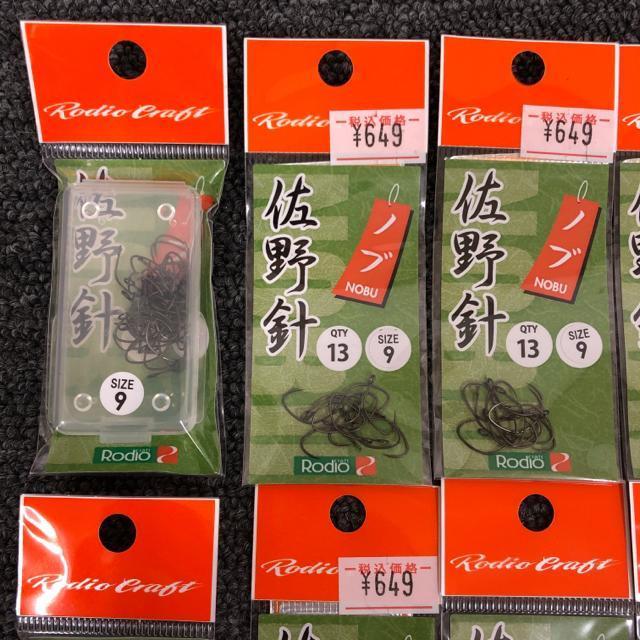 Rodio Craft
佐野針
SIZE
9
Rodio
Rodio Craft
税込価格
¥649
佐野針
ノブ
NOBU
QTY
13
SIZE
9
Rodio
Rodio Craft
税込価格
¥649
佐野針
ノブ
NOBU
QTY
13
SIZE
9
Rodio
Rodio Craft
Rodio Craft
税込価格
¥649
Rodio Craft